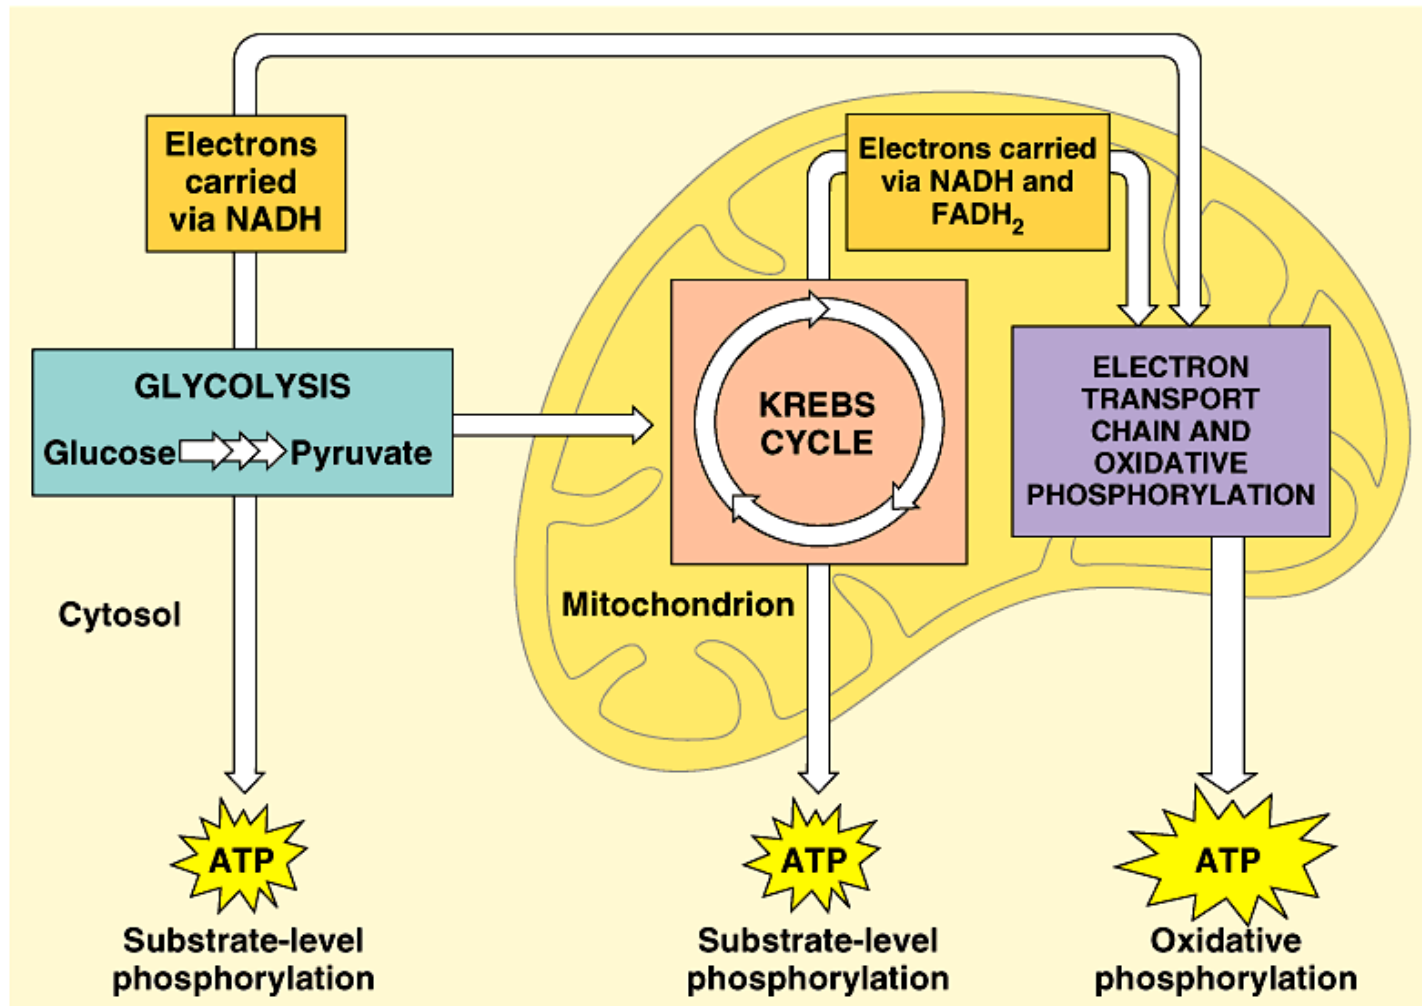 Electrons
carried
via NADH
Electrons carried
via NADH and
FADH₂
GLYCOLYSIS
Glucose Pyruvate
KREBS
CYCLE
ELECTRON
TRANSPORT
CHAIN AND
OXIDATIVE
PHOSPHORYLATION
Cytosol
Mitochondrion
ATP
ATP
ATP
Substrate-level
phosphorylation
Substrate-level
phosphorylation
Oxidative
phosphorylation